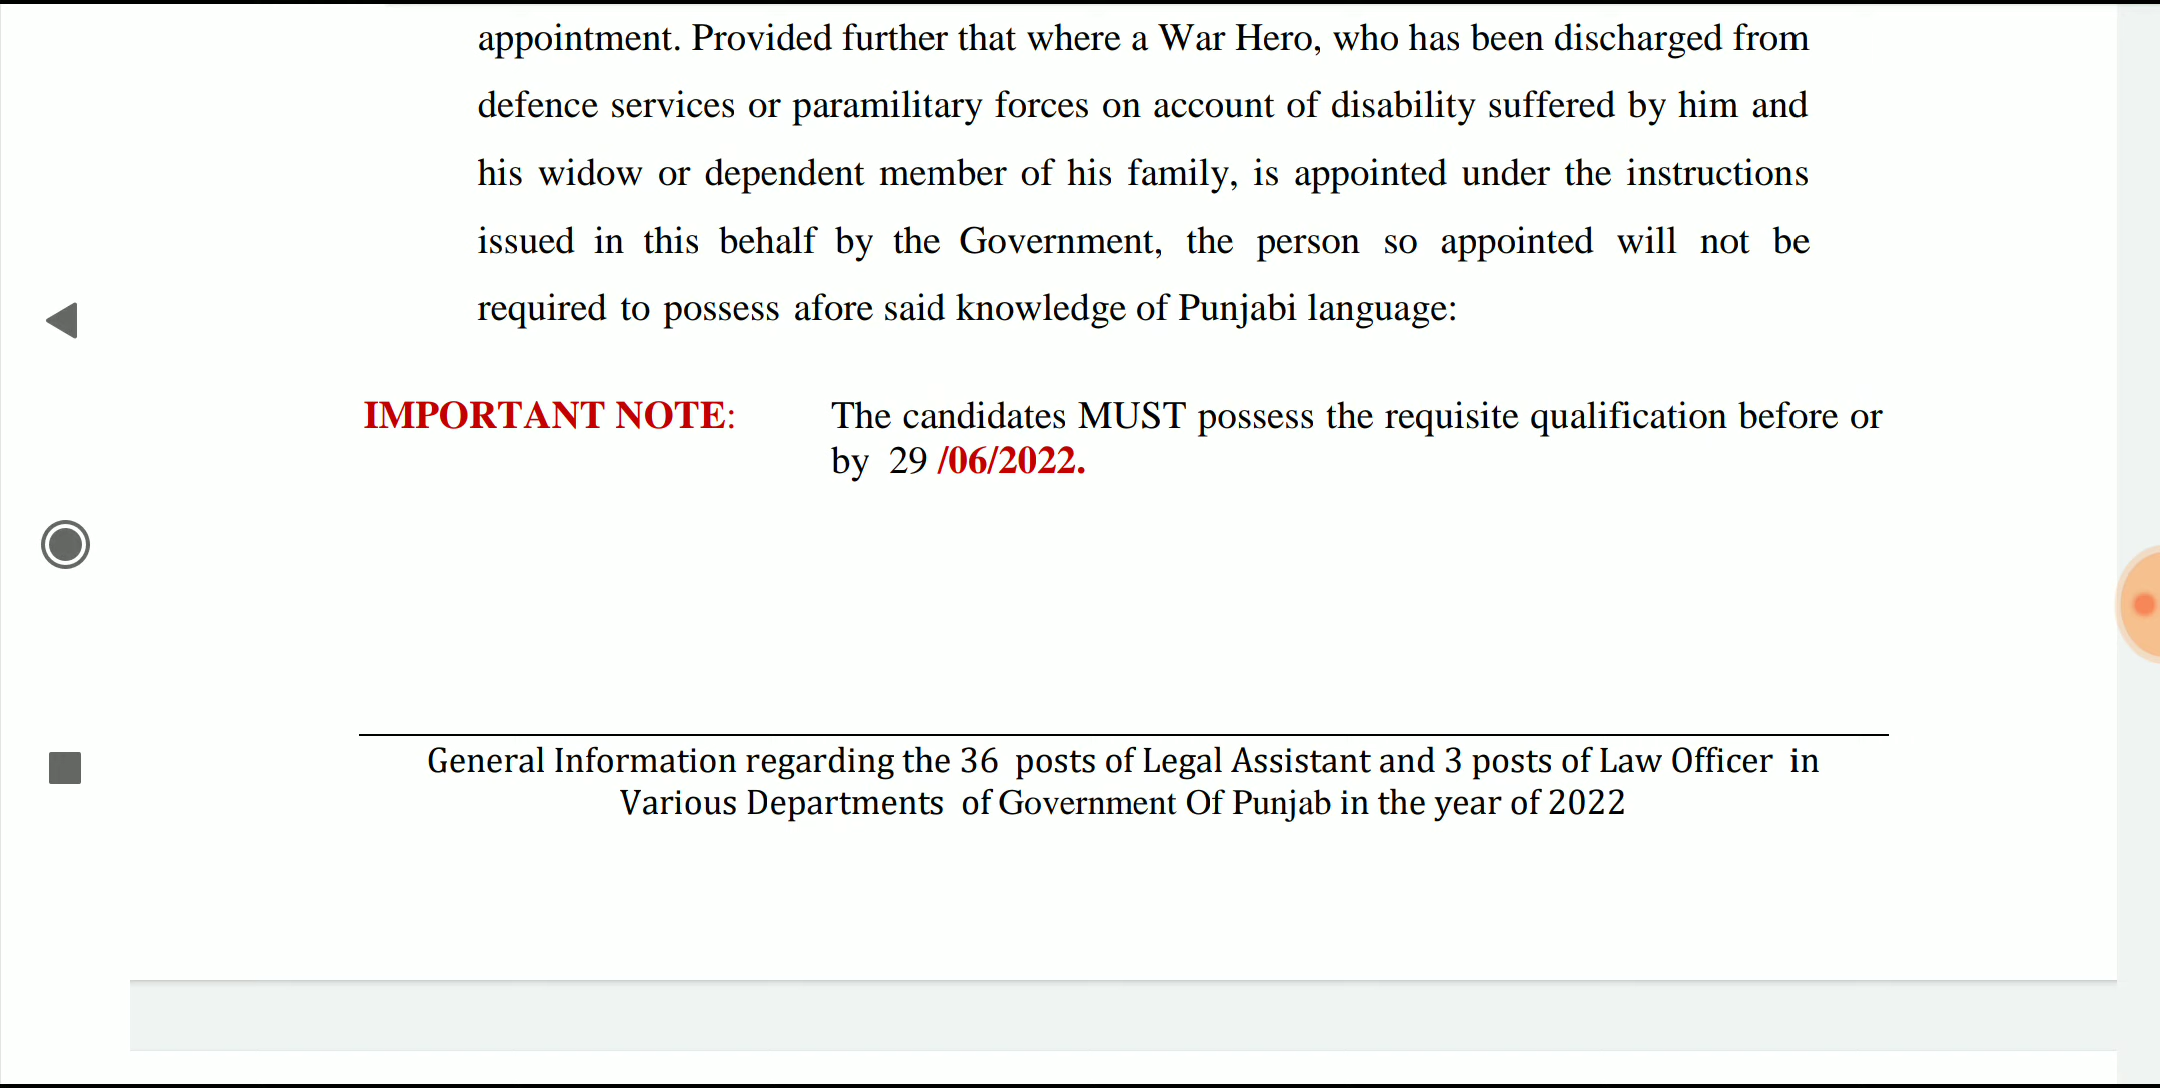 appointment. Provided further that where a War Hero, who has been discharged from
defence services or paramilitary forces on account of disability suffered by him and
his widow or dependent member of his family, is appointed under the instructions
issued in this behalf by the Government, the person so appointed will not be
required to possess afore said knowledge of Punjabi language:
IMPORTANT NOTE: The candidates MUST possess the requisite qualification before or
by 29 /06/2022.
General Information regarding the 36 posts of Legal Assistant and 3 posts of Law Officer in
Various Departments of Government Of Punjab in the year of 2022